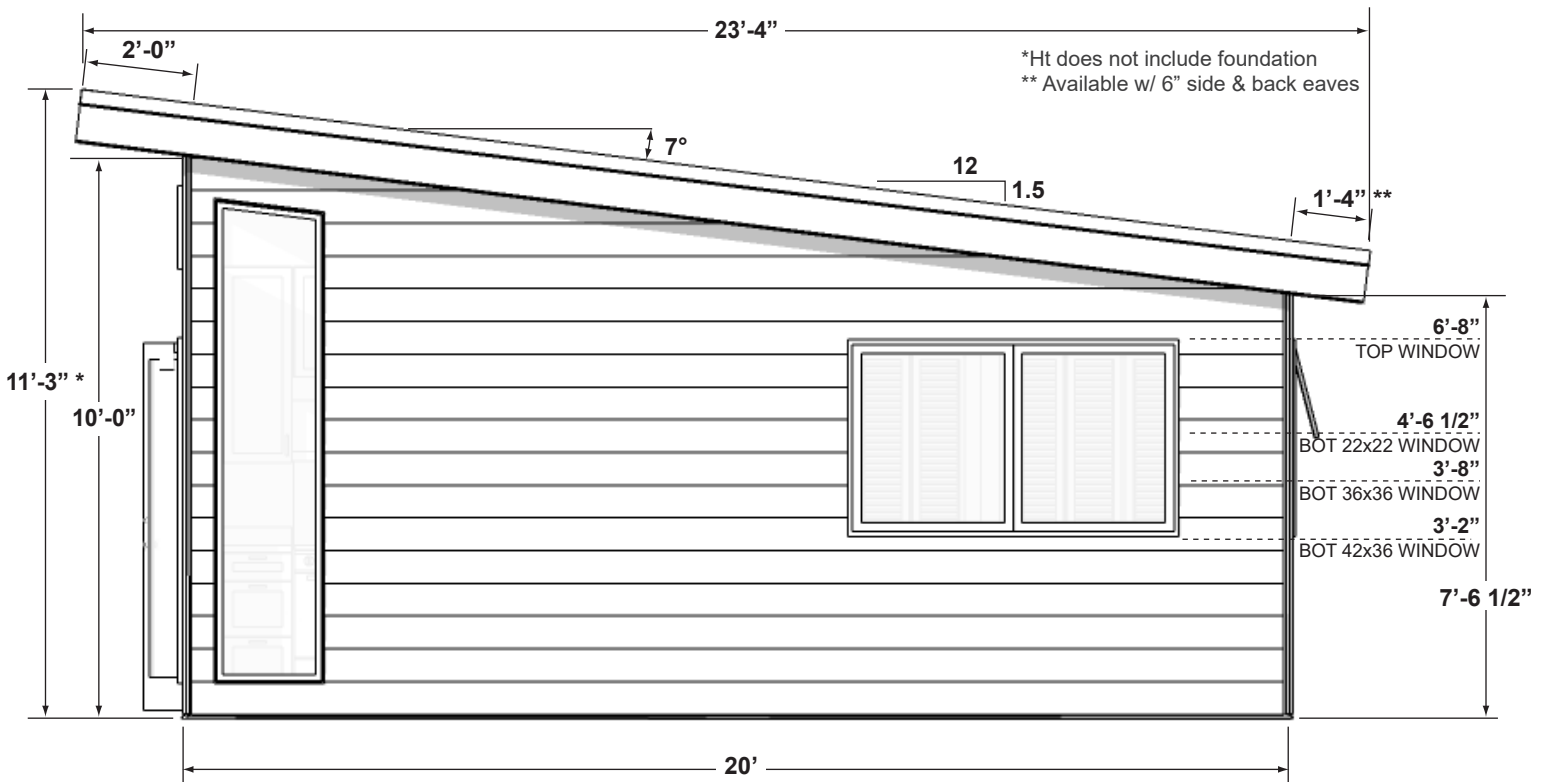 23’-4”
2’-0”
*Ht does not include foundation
** Available w/ 6” side & back eaves
7°
12
1.5
1’-4” **
6’-8”
TOP WINDOW
11’-3” *
10’-0”
4’-6 1/2”
BOT 22x22 WINDOW
3’-8”
BOT 36x36 WINDOW
3’-2”
BOT 42x36 WINDOW
7’-6 1/2”
20’